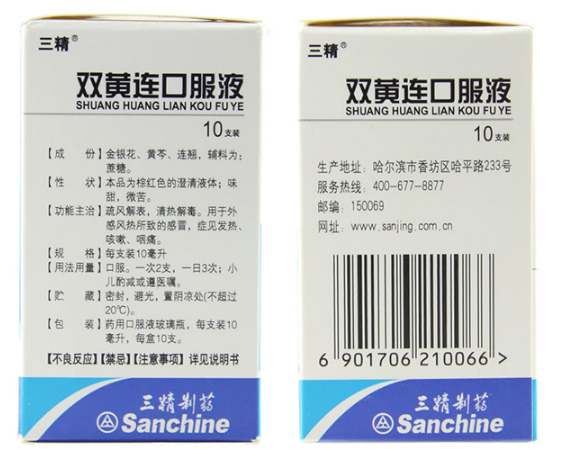 三精®
双黄连口服液
SHUANG HUANG LIAN KOU FU YE
10支装
【成 份】金银花、黄芩、连翘,辅料为:
蔗糖。
【性 状】本品为棕红色的澄清液体;味
甜,微苦。
【功能主治】疏风解表,清热解毒。用于外
感风热所致的感冒,症见发热、
咳嗽、咽痛。
【规 格】每支装10毫升
【用法用量】口服。一次2支,一日3次;小
儿酌减或遵医嘱。
【贮 藏】密封,避光,置阴凉处(不超过
20℃)。
【包 装】药用口服液玻璃瓶,每支装10
毫升,每盒10支。
【不良反应】【禁忌】【注意事项】详见说明书
三精制药
Sanchine
三精®
双黄连口服液
SHUANG HUANG LIAN KOU FU YE
10支装
生产地址:哈尔滨市香坊区哈平路233号
服务热线:400-677-8877
邮编:150069
网址:www.sanjing.com.cn
6 901706 210066>
三精制药
Sanchine